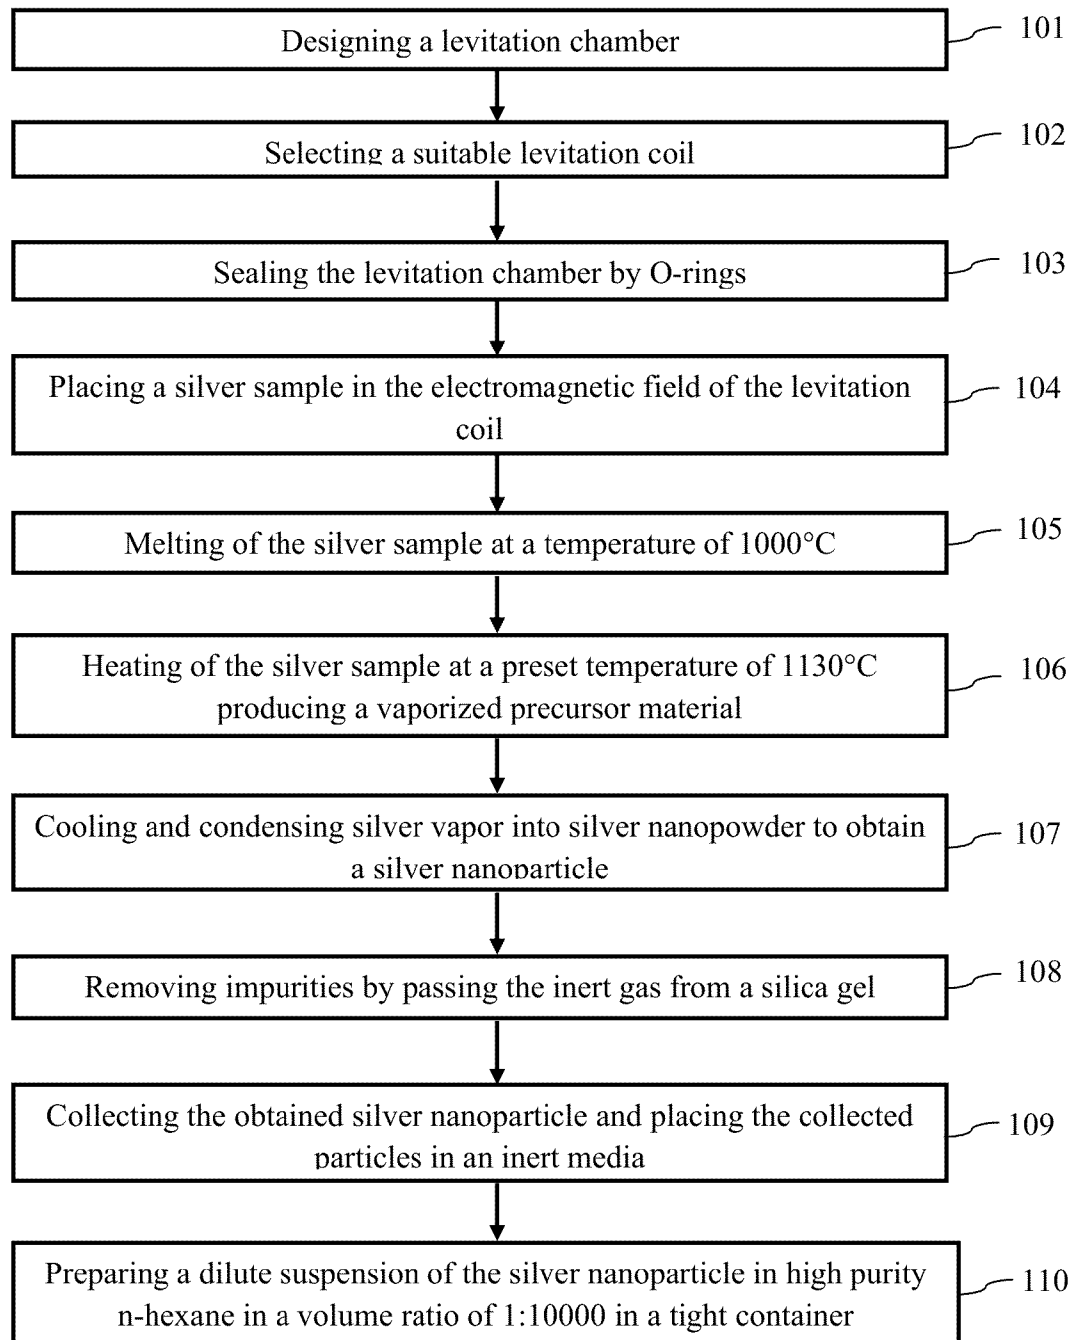 Designing a levitation chamber
101
Selecting a suitable levitation coil
102
Sealing the levitation chamber by O-rings
103
Placing a silver sample in the electromagnetic field of the levitation
coil
104
Melting of the silver sample at a temperature of 1000°C
105
Heating of the silver sample at a preset temperature of 1130°C
producing a vaporized precursor material
106
Cooling and condensing silver vapor into silver nanopowder to obtain
a silver nanoparticle
107
Removing impurities by passing the inert gas from a silica gel
108
Collecting the obtained silver nanoparticle and placing the collected
particles in an inert media
109
Preparing a dilute suspension of the silver nanoparticle in high purity
n-hexane in a volume ratio of 1:10000 in a tight container
110